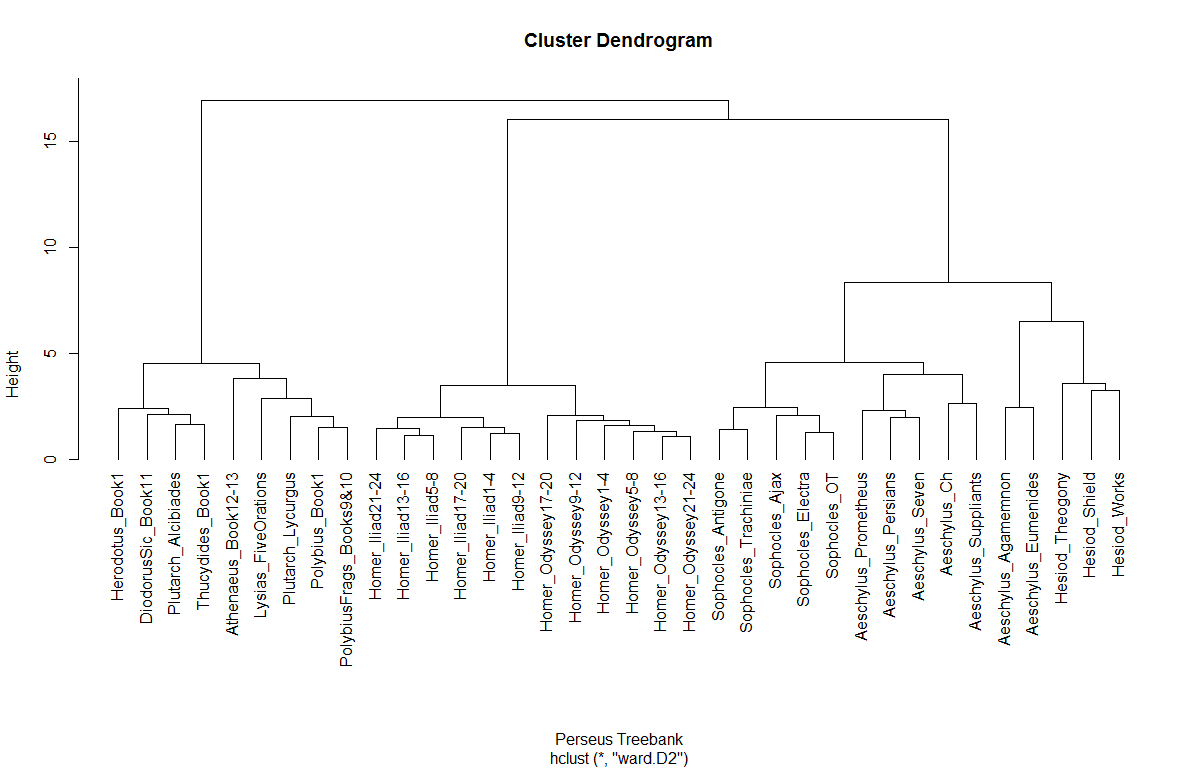 Cluster Dendrogram
Height
0
5
10
15
Herodotus_Book1
DiodorusSic_Book11
Plutarch_Alcibiades
Thucydides_Book1
Athenaeus_Book12-13
Lysias_FiveOrations
Plutarch_Lycurgus
Polybius_Book1
PolybiusFrags_Books9&10
Homer_Iliad21-24
Homer_Iliad13-16
Homer_Iliad5-8
Homer_Iliad17-20
Homer_Iliad1-4
Homer_Iliad9-12
Homer_Odyssey17-20
Homer_Odyssey9-12
Homer_Odyssey1-4
Homer_Odyssey5-8
Homer_Odyssey13-16
Homer_Odyssey21-24
Sophocles_Antigone
Sophocles_Trachiniae
Sophocles_Ajax
Sophocles_Electra
Sophocles_OT
Aeschylus_Prometheus
Aeschylus_Persians
Aeschylus_Seven
Aeschylus_Ch
Aeschylus_Suppliants
Aeschylus_Agamemnon
Aeschylus_Eumenides
Hesiod_Theogony
Hesiod_Shield
Hesiod_Works
Perseus Treebank
hclust (*, "ward.D2")